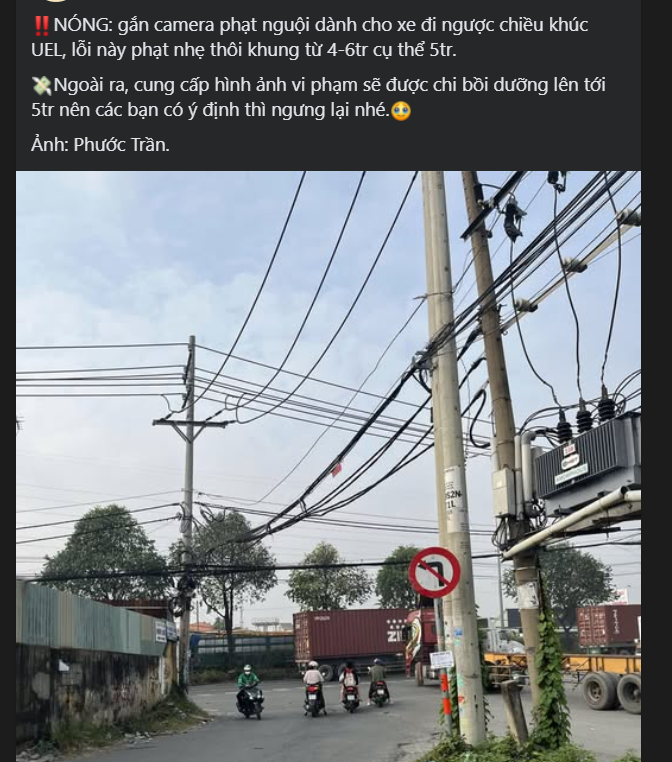 ‼️NÓNG: gắn camera phạt nguội dành cho xe đi ngược chiều khúc
UEL, lỗi này phạt nhẹ thôi khung từ 4-6tr cụ thể 5tr.
💸Ngoài ra, cung cấp hình ảnh vi phạm sẽ được chi bồi dưỡng lên tới
5tr nên các bạn có ý định thì ngưng lại nhé.🥹
Ảnh: Phước Trần.